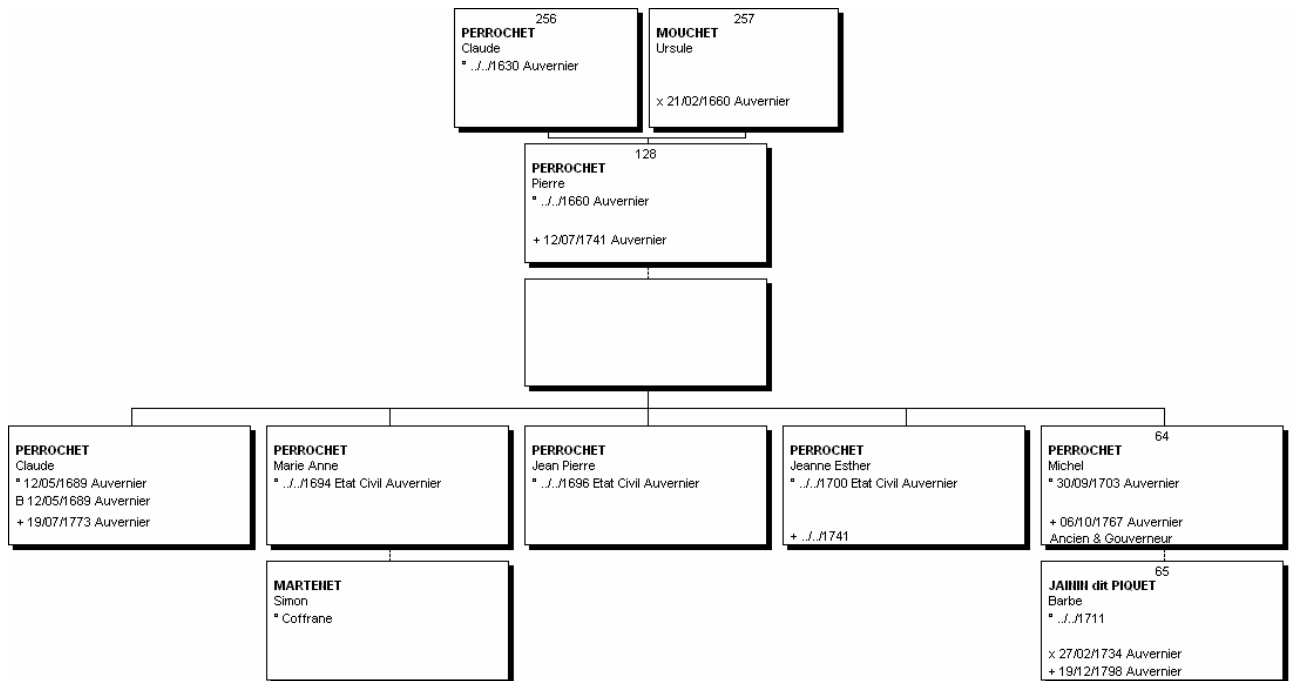 256
PERROCHET
Claude
° ../../1630 Auvernier
257
MOUCHET
Ursule
x 21/02/1660 Auvernier
128
PERROCHET
Pierre
° ../../1660 Auvernier
+ 12/07/1741 Auvernier
PERROCHET
Claude
° 12/05/1689 Auvernier
B 12/05/1689 Auvernier
+ 19/07/1773 Auvernier
PERROCHET
Marie Anne
° ../../1694 Etat Civil Auvernier
PERROCHET
Jean Pierre
° ../../1696 Etat Civil Auvernier
PERROCHET
Jeanne Esther
° ../../1700 Etat Civil Auvernier
+ ../../1741
64
PERROCHET
Michel
° 30/09/1703 Auvernier
+ 06/10/1767 Auvernier
Ancien & Gouverneur
MARTENET
Simon
° Coffrane
65
JAININ dit PIQUET
Barbe
° ../../1711
x 27/02/1734 Auvernier
+ 19/12/1798 Auvernier